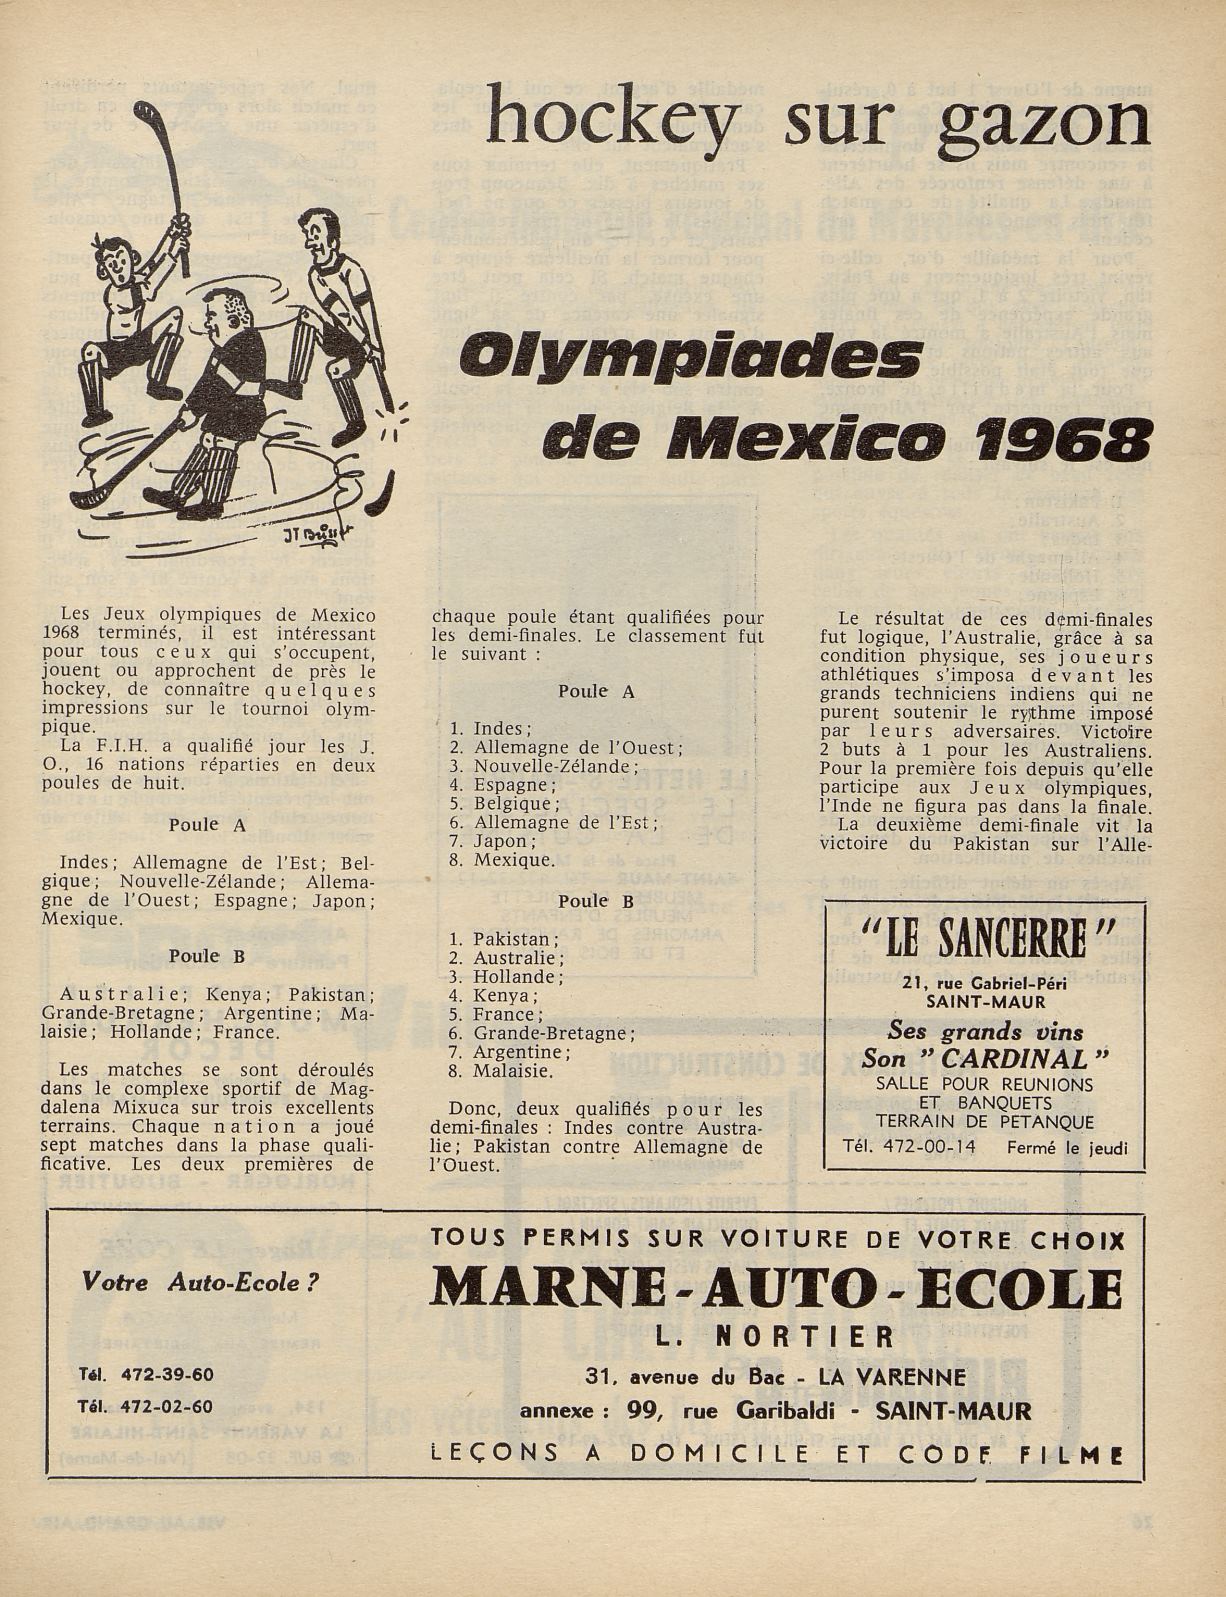 hockey sur gazon
Olympiades
de Mexico 1968
Les Jeux olympiques de Mexico
1968 terminés, il est intéressant
pour tous ceux qui s'occupent,
jouent ou approchent de près le
hockey, de connaître quelques
impressions sur le tournoi olym-
pique.
La F.I.H. a qualifié jour les J.
O., 16 nations réparties en deux
poules de huit.
Poule A
Indes; Allemagne de l'Est; Bel-
gique; Nouvelle-Zélande; Allema-
gne de l'Ouest; Espagne; Japon;
Mexique.
Poule B
Australie; Kenya; Pakistan;
Grande-Bretagne; Argentine; Ma-
laisie; Hollande; France.
Les matches se sont déroulés
dans le complexe sportif de Mag-
dalena Mixuca sur trois excellents
terrains. Chaque nation a joué
sept matches dans la phase quali-
ficative. Les deux premières de
chaque poule étant qualifiées pour
les demi-finales. Le classement fut
le suivant :
Poule A
1. Indes;
2. Allemagne de l'Ouest;
3. Nouvelle-Zélande;
4. Espagne;
5. Belgique;
6. Allemagne de l'Est;
7. Japon;
8. Mexique.
Poule B
1. Pakistan;
2. Australie;
3. Hollande;
4. Kenya;
5. France;
6. Grande-Bretagne;
7. Argentine;
8. Malaisie.
Donc, deux qualifiés pour les
demi-finales : Indes contre Austra-
lie; Pakistan contre Allemagne de
l'Ouest.
Le résultat de ces demi-finales
fut logique, l'Australie, grâce à sa
condition physique, ses joueurs
athlétiques s'imposa devant les
grands techniciens indiens qui ne
purent soutenir le rythme imposé
par leurs adversaires. Victoire
2 buts à 1 pour les Australiens.
Pour la première fois depuis qu'elle
participe aux Jeux olympiques,
l'Inde ne figura pas dans la finale.
La deuxième demi-finale vit la
victoire du Pakistan sur l'Alle-
"LE SANCERRE"
21, rue Gabriel-Péri
SAINT-MAUR
Ses grands vins
Son "CARDINAL"
SALLE POUR REUNIONS
ET BANQUETS
TERRAIN DE PETANQUE
Tél. 472-00-14 Fermé le jeudi
Votre Auto-Ecole ?
Tél. 472-39-60
Tél. 472-02-60
TOUS PERMIS SUR VOITURE DE VOTRE CHOIX
MARNE-AUTO-ECOLE
L. NORTIER
31, avenue du Bac - LA VARENNE
annexe : 99, rue Garibaldi - SAINT-MAUR
LEÇONS A DOMICILE ET CODE FILME